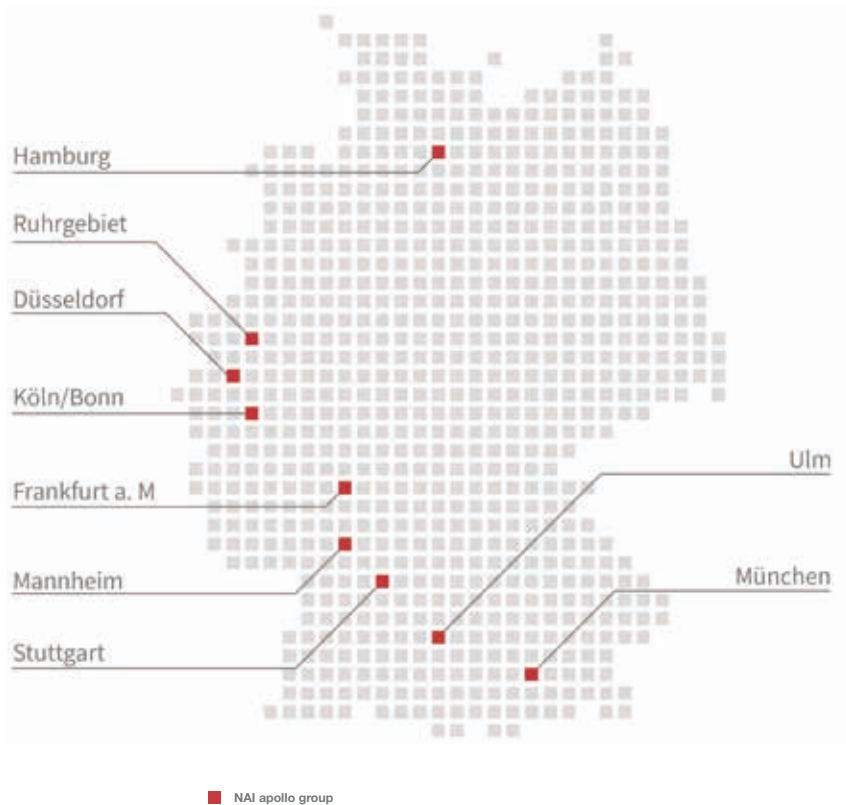 Hamburg
Ruhrgebiet
Düsseldorf
Köln/Bonn
Frankfurt a. M
Mannheim
Stuttgart
Ulm
München
NAI apollo group